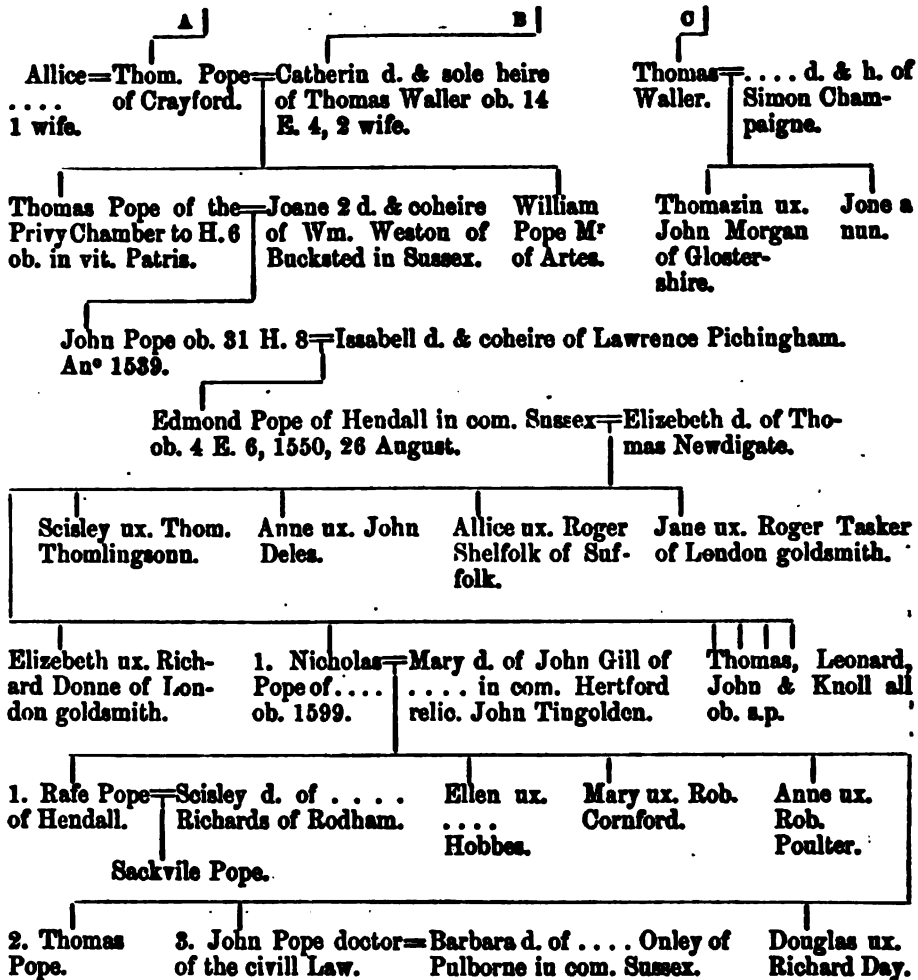 A
B
C
Allice=Thom. Pope=Catherin d. & sole heire
of Crayford. of Thomas Waller ob. 14
.... E. 4, 2 wife.
1 wife.
Thomas=.... d. & h. of
Waller. Simon Cham-
paigne.
Thomas Pope of the=Joane 2 d. & coheire
Privy Chamber to H. 6 of Wm. Weston of
ob. in vit. Patris. Bucksted in Sussex.
William
Pope Mr
of Artes.
Thomazin ux.
John Morgan
of Gloster-
shire.
Jone a
nun.
John Pope ob. 31 H. 8=Issabell d. & coheire of Lawrence Pichingham.
Ano 1539.
Edmond Pope of Hendall in com. Sussex=Elizebeth d. of Tho-
ob. 4 E. 6, 1550, 26 August. mas Newdigate.
Scisley ux. Thom.
Thomlingsonn.
Anne ux. John
Deles.
Allice ux. Roger
Shelfolk of Suf-
folk.
Jane ux. Roger Tasker
of London goldsmith.
Elizebeth ux. Rich-
ard Donne of Lon-
don goldsmith.
1. Nicholas=Mary d. of John Gill of
Pope of.... .... in com. Hertford
ob. 1599. relic. John Tingolden.
Thomas, Leonard,
John & Knoll all
ob. s.p.
1. Rafe Pope=Scisley d. of ....
of Hendall. Richards of Rodham.
Ellen ux.
....
Hobbes.
Mary ux. Rob.
Cornford.
Anne ux.
Rob.
Poulter.
Sackvile Pope.
2. Thomas
Pope.
3. John Pope doctor=Barbara d. of .... Onley of
of the civill Law. Pulborne in com. Sussex.
Douglas ux.
Richard Day.